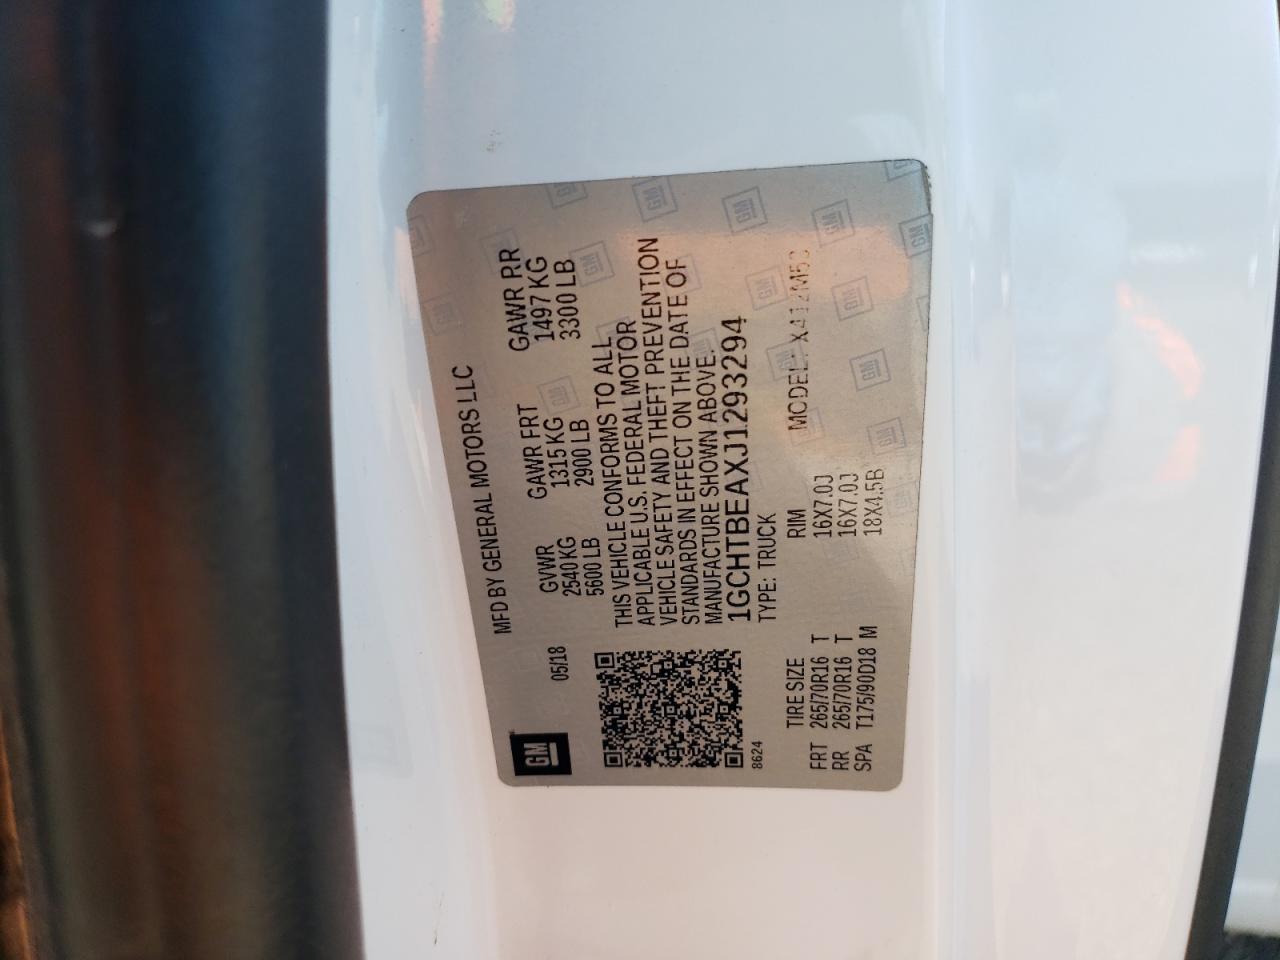 GM
MFD BY GENERAL MOTORS LLC
05/18
GVWR GAWR FRT GAWR RR
2540 KG 1315 KG 1497 KG
5600 LB 2900 LB 3300 LB
THIS VEHICLE CONFORMS TO ALL
APPLICABLE U.S. FEDERAL MOTOR
VEHICLE SAFETY AND THEFT PREVENTION
STANDARDS IN EFFECT ON THE DATE OF
MANUFACTURE SHOWN ABOVE.
1GCHTBEAXJ1293294
8624 TYPE: TRUCK
TIRE SIZE RIM MODEL:
FRT 265/70R16 T 16X7.0J
RR 265/70R16 T 16X7.0J
SPA T175/90D18 M 18X4.5B